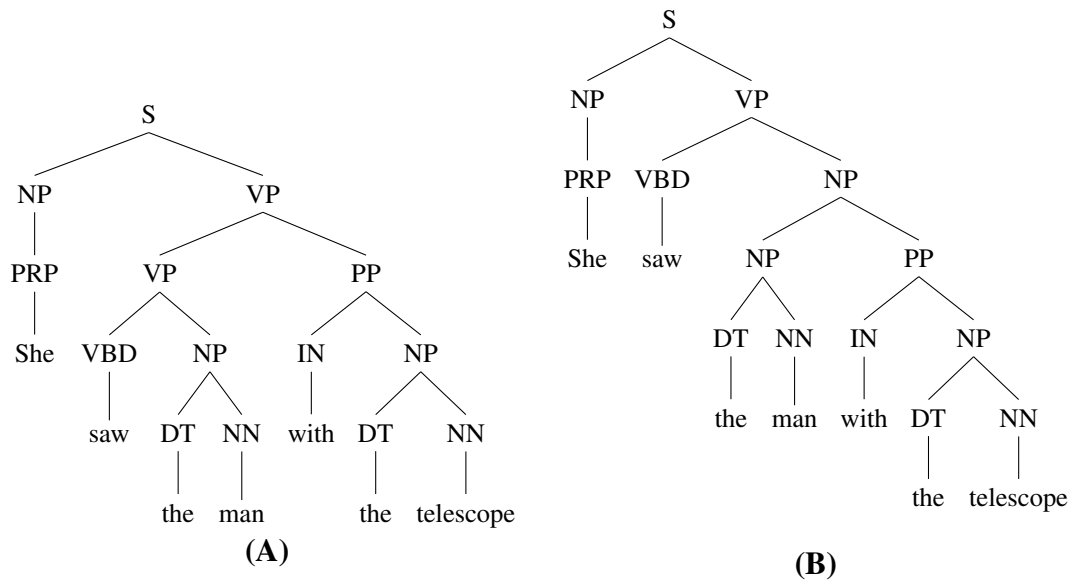 S
NP VP
PRP VP PP
She VBD NP IN NP
saw DT NN with DT NN
the man the telescope
(A)
S
NP VP
PRP VBD NP
She saw NP PP
DT NN IN NP
the man with DT NN
the telescope
(B)